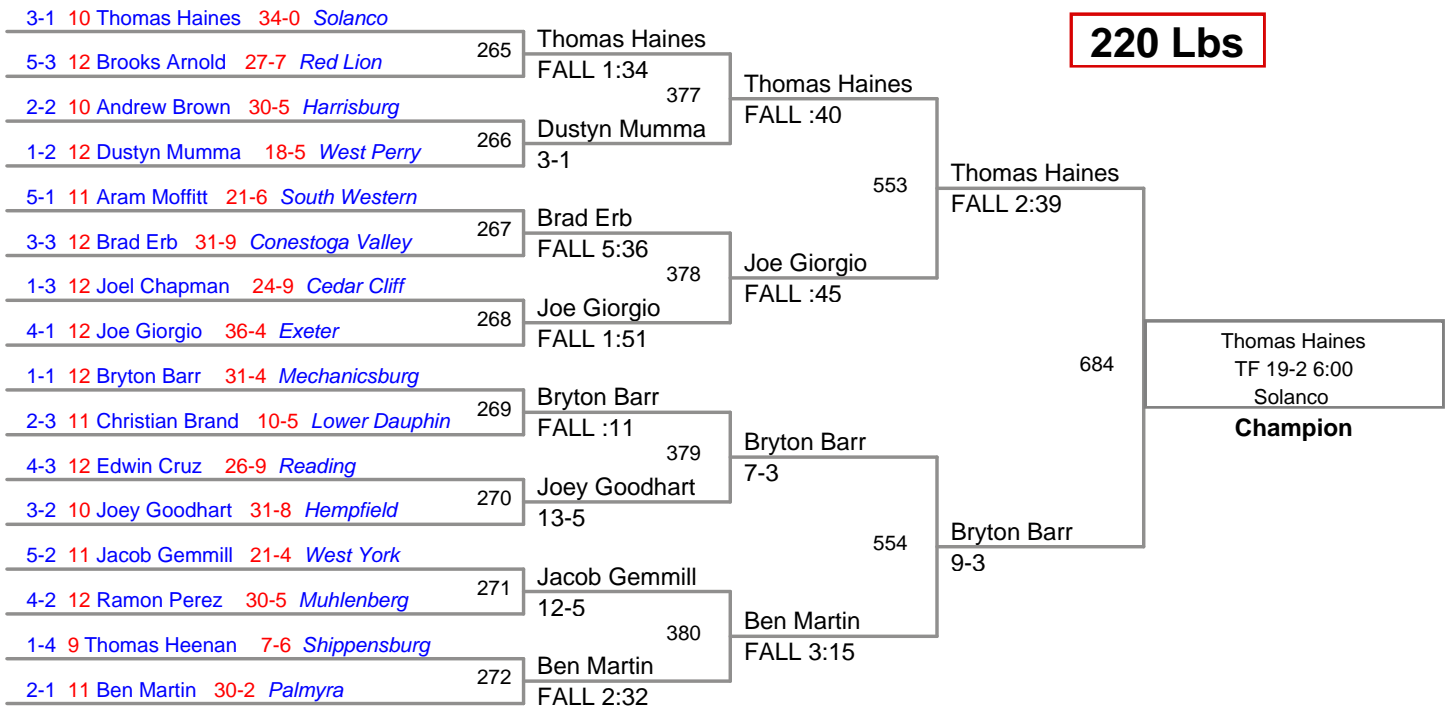 220 Lbs
3-1 10 Thomas Haines 34-0 Solanco
5-3 12 Brooks Arnold 27-7 Red Lion
2-2 10 Andrew Brown 30-5 Harrisburg
1-2 12 Dustyn Mumma 18-5 West Perry
5-1 11 Aram Moffitt 21-6 South Western
3-3 12 Brad Erb 31-9 Conestoga Valley
1-3 12 Joel Chapman 24-9 Cedar Cliff
4-1 12 Joe Giorgio 36-4 Exeter
1-1 12 Bryton Barr 31-4 Mechanicsburg
2-3 11 Christian Brand 10-5 Lower Dauphin
4-3 12 Edwin Cruz 26-9 Reading
3-2 10 Joey Goodhart 31-8 Hempfield
5-2 11 Jacob Gemmill 21-4 West York
4-2 12 Ramon Perez 30-5 Muhlenberg
1-4 9 Thomas Heenan 7-6 Shippensburg
2-1 11 Ben Martin 30-2 Palmyra
265
Thomas Haines
FALL 1:34
266
Dustyn Mumma
3-1
267
Brad Erb
FALL 5:36
268
Joe Giorgio
FALL 1:51
269
Bryton Barr
FALL :11
270
Joey Goodhart
13-5
271
Jacob Gemmill
12-5
272
Ben Martin
FALL 2:32
377
Thomas Haines
FALL :40
378
Joe Giorgio
FALL :45
379
Bryton Barr
7-3
380
Ben Martin
FALL 3:15
553
Thomas Haines
FALL 2:39
554
Bryton Barr
9-3
684
Thomas Haines
TF 19-2 6:00
Solanco
Champion